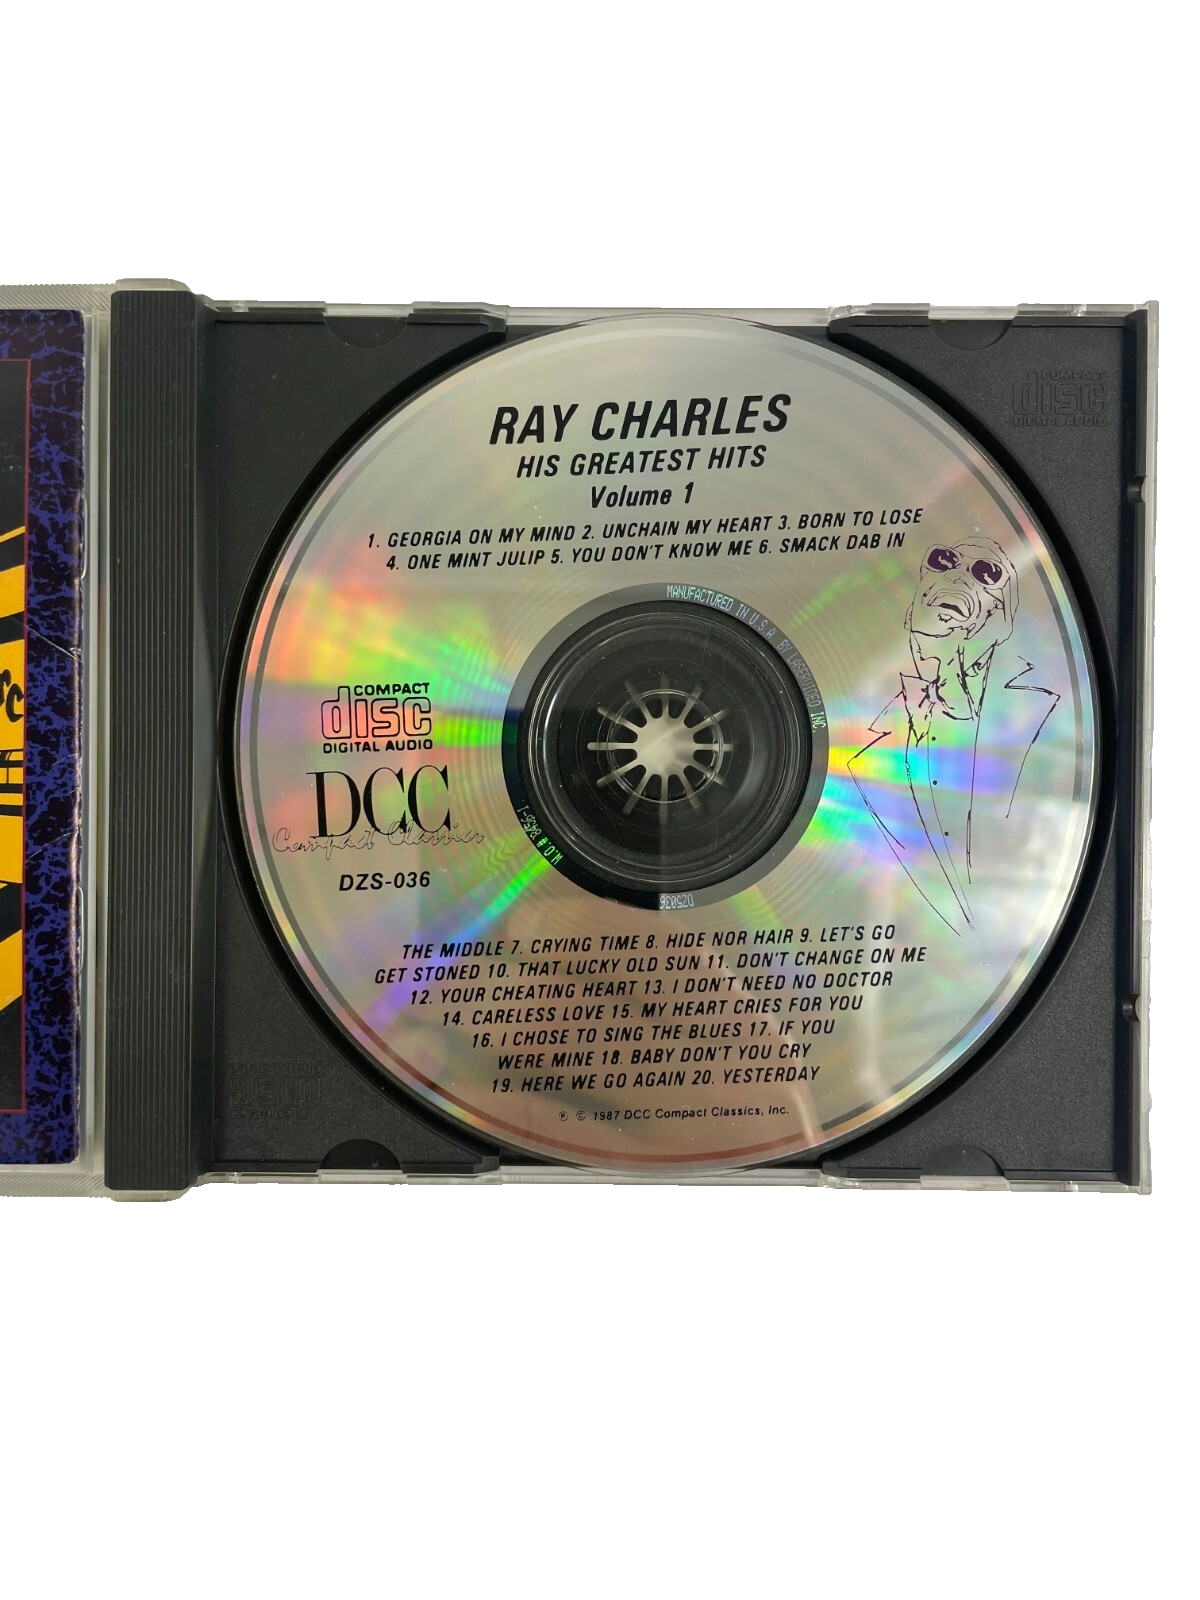 RAY CHARLES
HIS GREATEST HITS
Volume 1
1. GEORGIA ON MY MIND 2. UNCHAIN MY HEART 3. BORN TO LOSE
4. ONE MINT JULIP 5. YOU DON'T KNOW ME 6. SMACK DAB IN
COMPACT
disc
DIGITAL AUDIO
MANUFACTURED IN U.S.A. BY LASERVIDEO INC.
COMPACT
disc
DIGITAL AUDIO
DCC
Compact Classics
DZS-036
W.O.# 8456-1
DZS036
THE MIDDLE 7. CRYING TIME 8. HIDE NOR HAIR 9. LET'S GO
GET STONED 10. THAT LUCKY OLD SUN 11. DON'T CHANGE ON ME
12. YOUR CHEATING HEART 13. I DON'T NEED NO DOCTOR
14. CARELESS LOVE 15. MY HEART CRIES FOR YOU
16. I CHOSE TO SING THE BLUES 17. IF YOU
WERE MINE 18. BABY DON'T YOU CRY
19. HERE WE GO AGAIN 20. YESTERDAY
℗ © 1987 DCC Compact Classics, Inc.